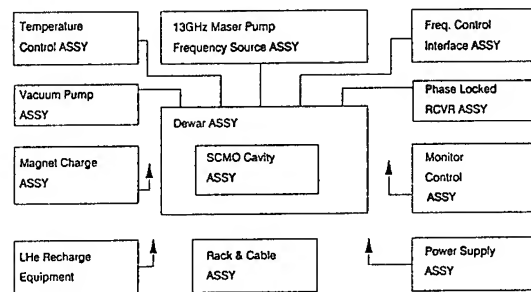 Temperature
Control ASSY
13GHz Maser Pump
Frequency Source ASSY
Freq. Control
Interface ASSY
Vacuum Pump
ASSY
Phase Locked
RCVR ASSY
Dewar ASSY
SCMO Cavity
ASSY
Magnet Charge
ASSY
Monitor
Control
ASSY
LHe Recharge
Equipment
Rack & Cable
ASSY
Power Supply
ASSY